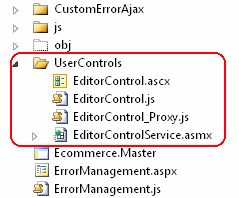 CustomErrorAjax
js
obj
UserControls
EditorControl.ascx
EditorControl.js
EditorControl_Proxy.js
EditorControlService.asmx
Ecommerce.Master
ErrorManagement.aspx
ErrorManagement.js